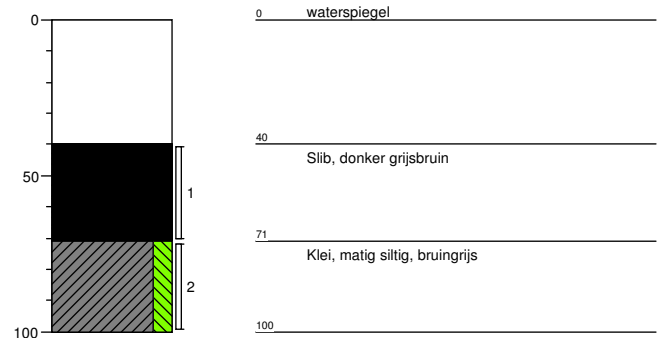 0
0 waterspiegel
40
Slib, donker grijsbruin
50
1
71
Klei, matig siltig, bruingrijs
2
100
100